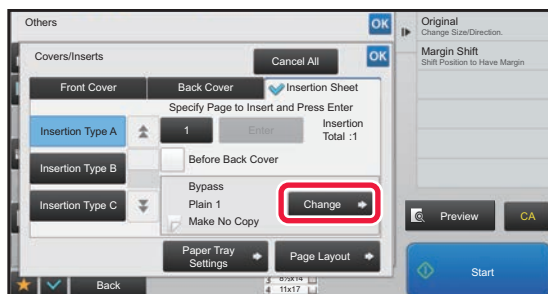 Others
OK
Covers/Inserts
Cancel All
OK
Front Cover
Back Cover
Insertion Sheet
Specify Page to Insert and Press Enter
Insertion Type A
1
Enter
Insertion
Total :1
Insertion Type B
Before Back Cover
Insertion Type C
Bypass
Plain 1
Make No Copy
Change
Paper Tray
Settings
Page Layout
Back
4 11x17
Original
Change Size/Direction.
Margin Shift
Shift Position to Have Margin
Preview
CA
Start